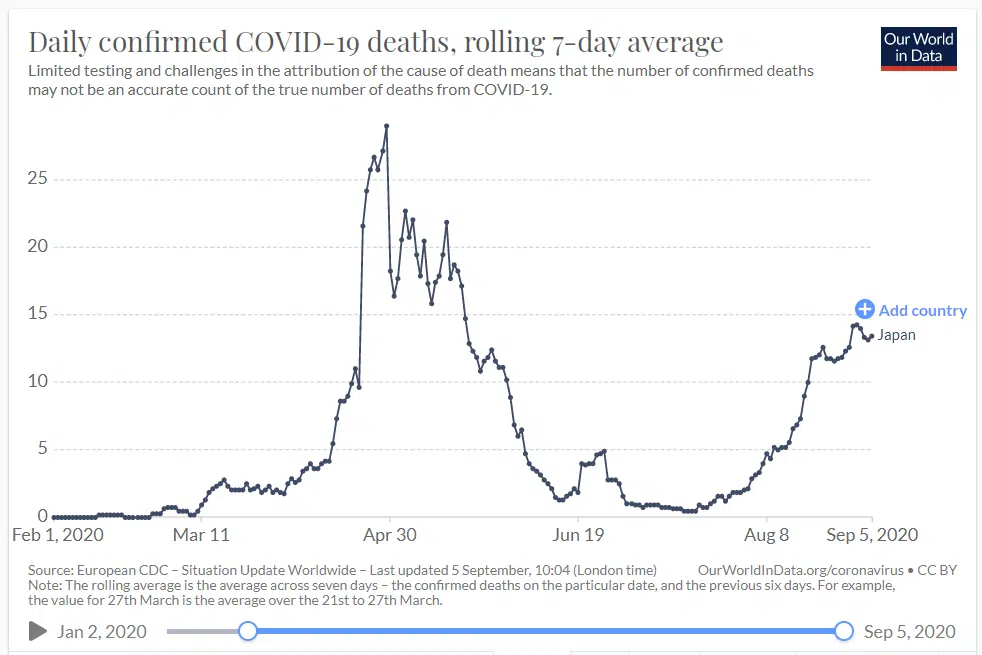 Daily confirmed COVID-19 deaths, rolling 7-day average
Our World
in Data
Limited testing and challenges in the attribution of the cause of death means that the number of confirmed deaths
may not be an accurate count of the true number of deaths from COVID-19.
25
20
15
10
5
0
Add country
Japan
Feb 1, 2020
Mar 11
Apr 30
Jun 19
Aug 8
Sep 5, 2020
Source: European CDC – Situation Update Worldwide – Last updated 5 September, 10:04 (London time)
OurWorldInData.org/coronavirus • CC BY
Note: The rolling average is the average across seven days – the confirmed deaths on the particular date, and the previous six days. For example,
the value for 27th March is the average over the 21st to 27th March.
Jan 2, 2020
Sep 5, 2020